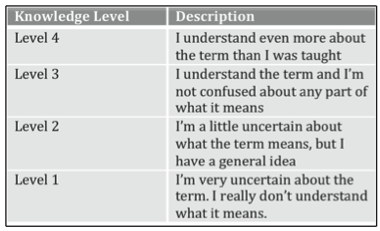 Knowledge Level Description
Level 4 I understand even more about
the term than I was taught
Level 3 I understand the term and I'm
not confused about any part of
what it means
Level 2 I'm a little uncertain about
what the term means, but I
have a general idea
Level 1 I'm very uncertain about the
term. I really don't understand
what it means.